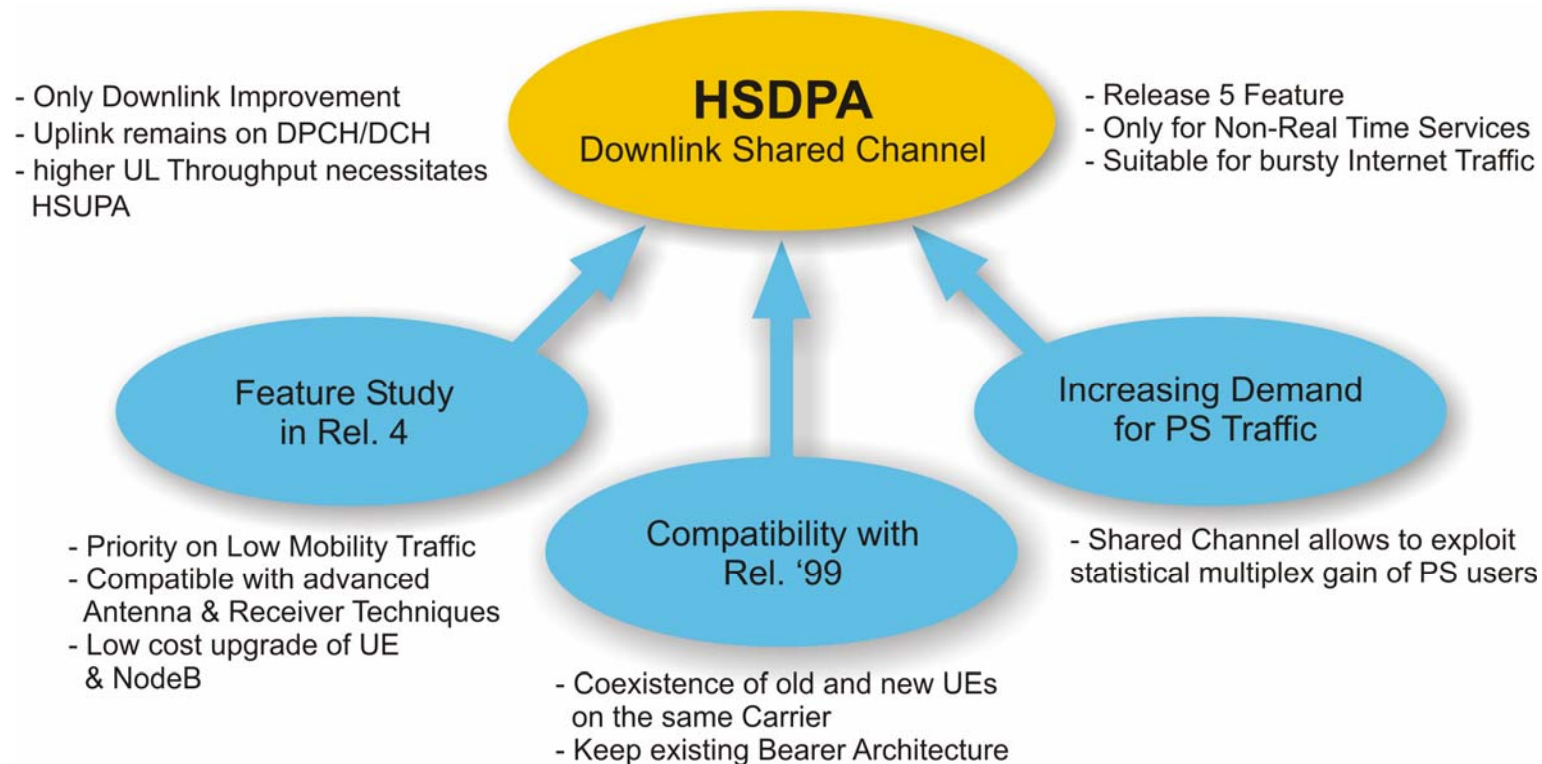 HSDPA
Downlink Shared Channel
- Only Downlink Improvement
- Uplink remains on DPCH/DCH
- higher UL Throughput necessitates
HSUPA
- Release 5 Feature
- Only for Non-Real Time Services
- Suitable for bursty Internet Traffic
Feature Study
in Rel. 4
- Priority on Low Mobility Traffic
- Compatible with advanced
Antenna & Receiver Techniques
- Low cost upgrade of UE
& NodeB
Compatibility with
Rel. ‘99
- Coexistence of old and new UEs
on the same Carrier
- Keep existing Bearer Architecture
Increasing Demand
for PS Traffic
- Shared Channel allows to exploit
statistical multiplex gain of PS users